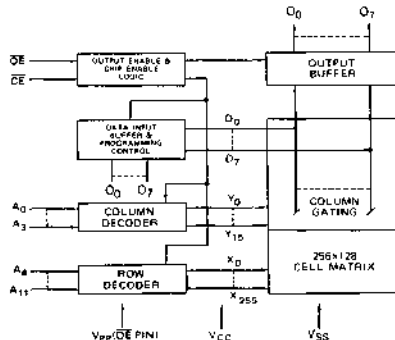 O0 O7
OE
CE
OUTPUT ENABLE &
CHIP ENABLE
LOGIC
OUTPUT
BUFFER
DATA INPUT
BUFFER &
PROGRAMMING
CONTROL
O0
O7
O0 O7
A0
A3
COLUMN
DECODER
Y0
Y15
COLUMN
GATING
A4
A11
ROW
DECODER
X0
X255
256×128
CELL MATRIX
VPP(OE PIN) VCC VSS